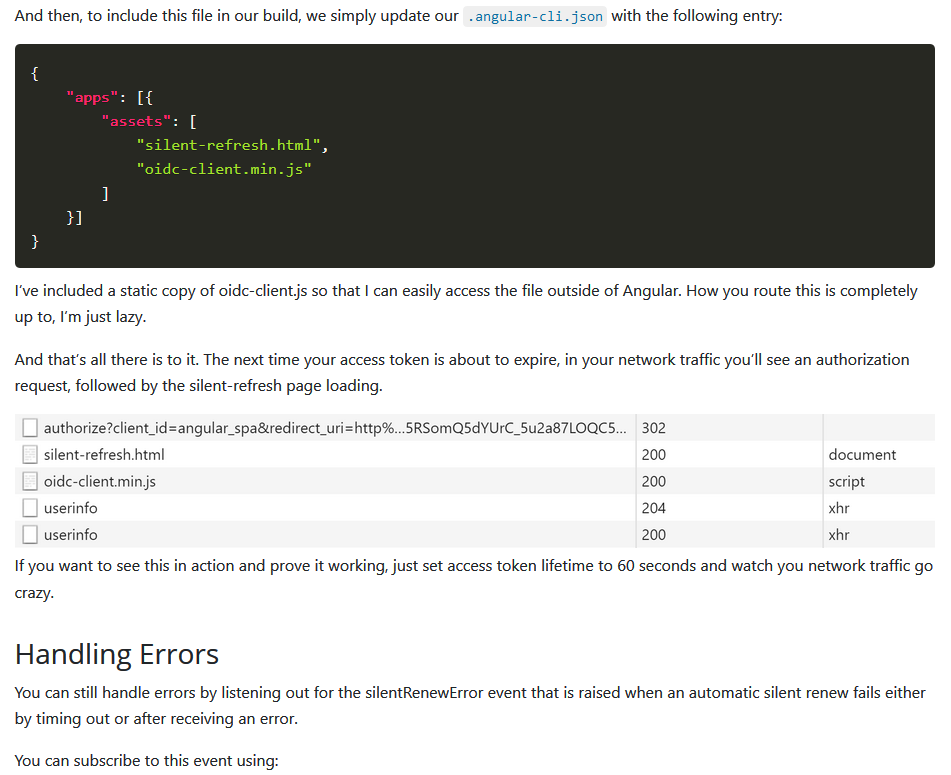 And then, to include this file in our build, we simply update our .angular-cli.json with the following entry:
{
    "apps": [{
        "assets": [
            "silent-refresh.html",
            "oidc-client.min.js"
        ]
    }]
}
I’ve included a static copy of oidc-client.js so that I can easily access the file outside of Angular. How you route this is completely
up to, I’m just lazy.
And that’s all there is to it. The next time your access token is about to expire, in your network traffic you’ll see an authorization
request, followed by the silent-refresh page loading.
authorize?client_id=angular_spa&redirect_uri=http%...5RSomQ5dYUrC_5u2a87LOQC5... 302
silent-refresh.html 200 document
oidc-client.min.js 200 script
userinfo 204 xhr
userinfo 200 xhr
If you want to see this in action and prove it working, just set access token lifetime to 60 seconds and watch you network traffic go
crazy.
Handling Errors
You can still handle errors by listening out for the silentRenewError event that is raised when an automatic silent renew fails either
by timing out or after receiving an error.
You can subscribe to this event using: